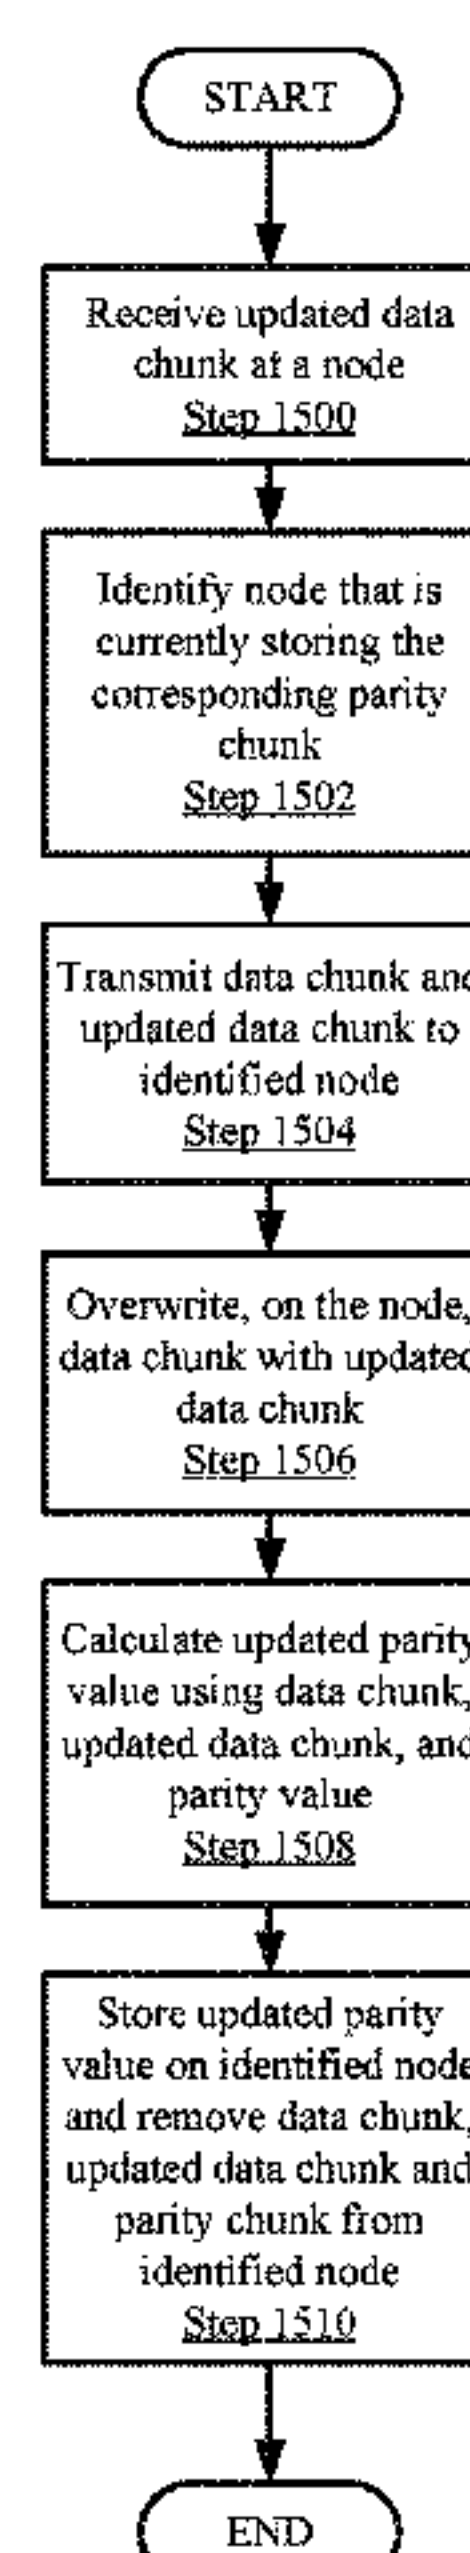 START
Receive updated data
chunk at a node
Step 1500
Identify node that is
currently storing the
corresponding parity
chunk
Step 1502
Transmit data chunk and
updated data chunk to
identified node
Step 1504
Overwrite, on the node,
data chunk with updated
data chunk
Step 1506
Calculate updated parity
value using data chunk,
updated data chunk, and
parity value
Step 1508
Store updated parity
value on identified node
and remove data chunk,
updated data chunk and
parity chunk from
identified node
Step 1510
END